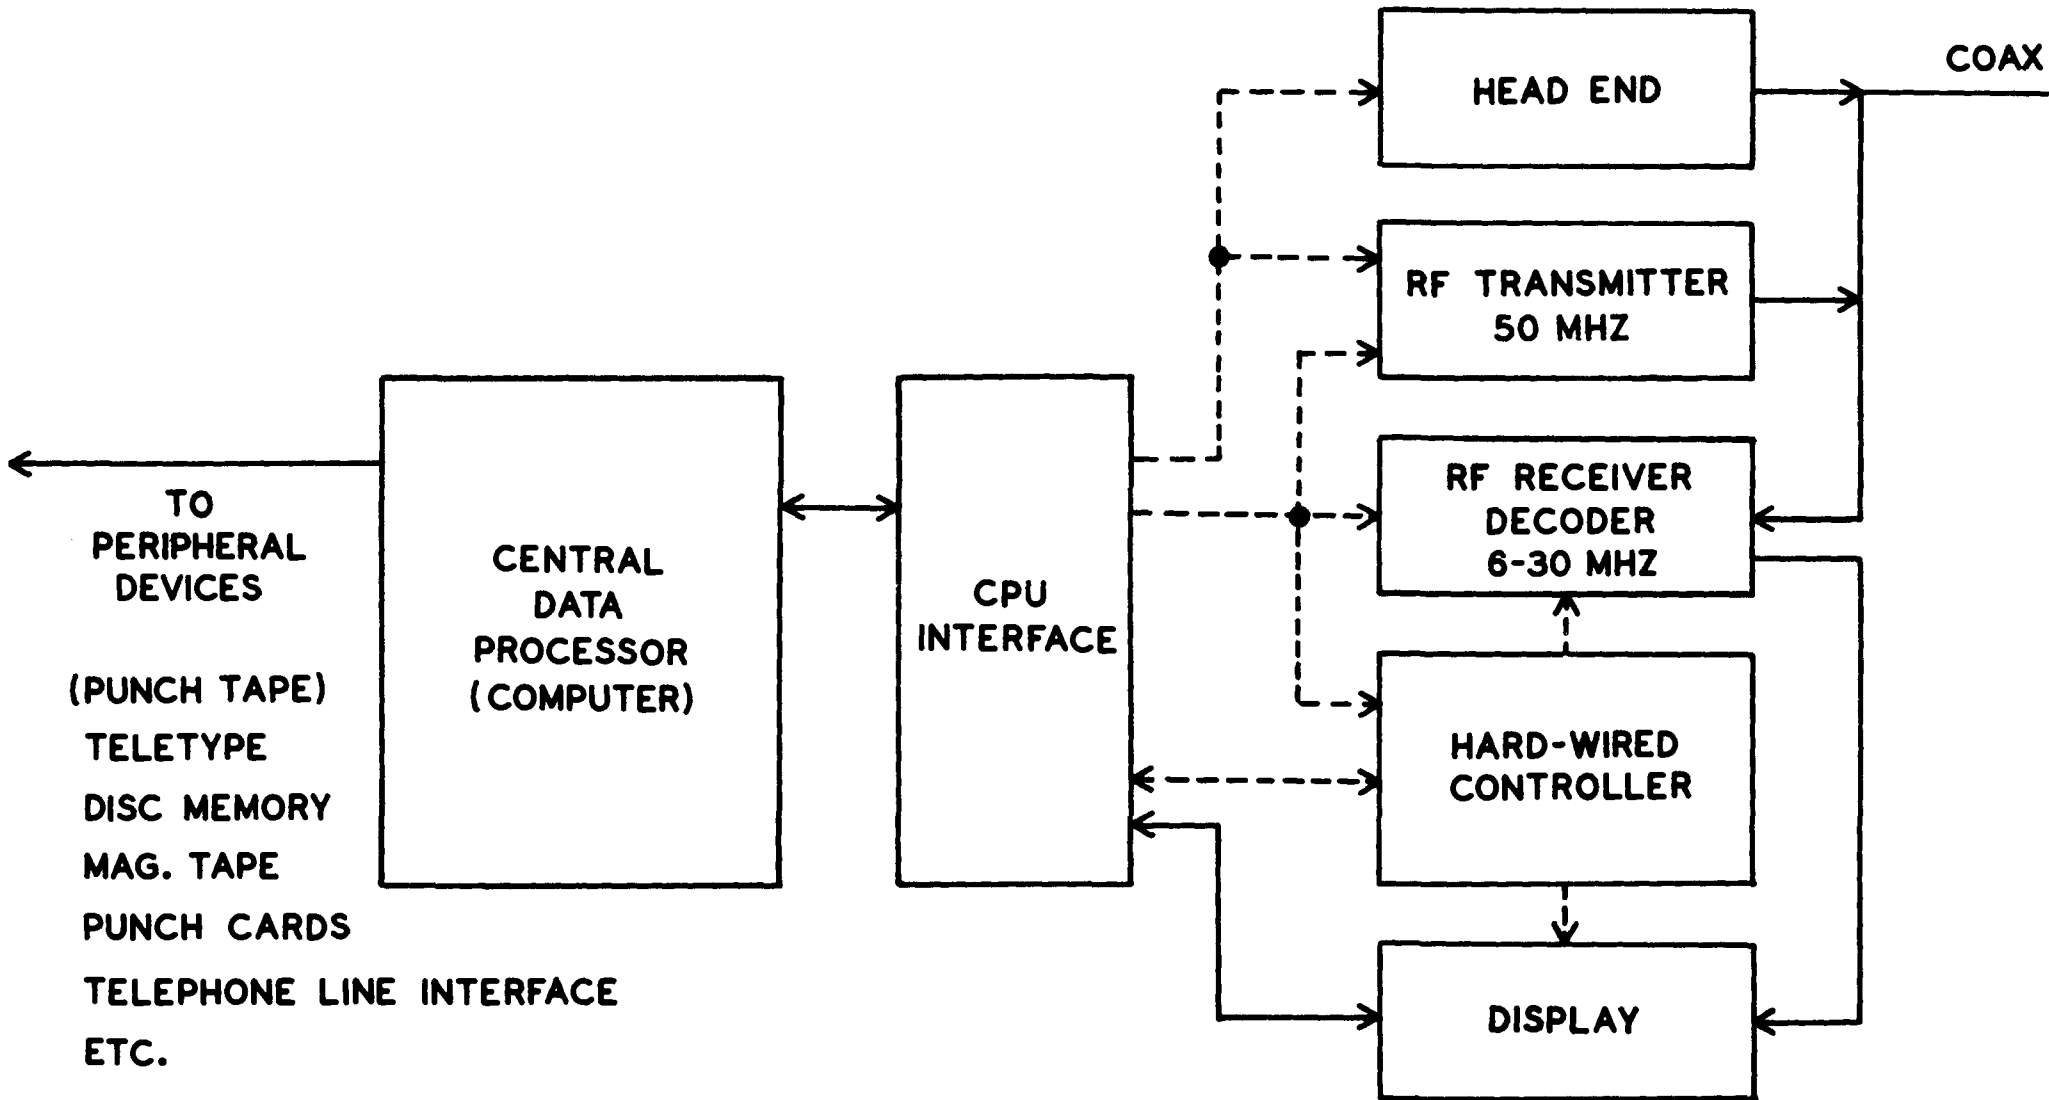 HEAD END
COAX
RF TRANSMITTER
50 MHZ
RF RECEIVER
DECODER
6-30 MHZ
TO
PERIPHERAL
DEVICES
CENTRAL
DATA
PROCESSOR
(COMPUTER)
CPU
INTERFACE
HARD-WIRED
CONTROLLER
(PUNCH TAPE)
TELETYPE
DISC MEMORY
MAG. TAPE
PUNCH CARDS
TELEPHONE LINE INTERFACE
ETC.
DISPLAY